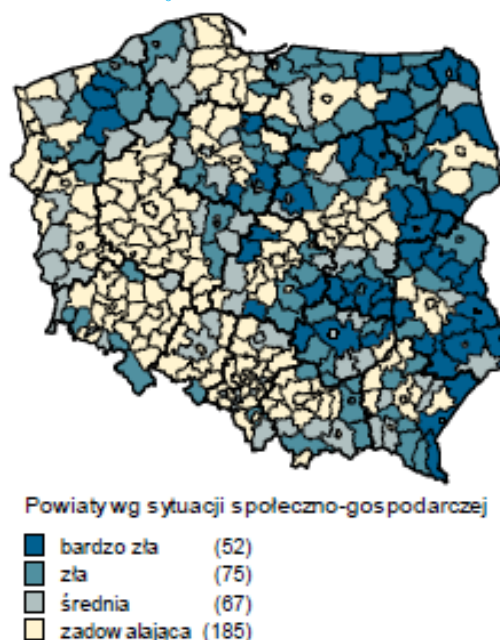 Powiaty wg sytuacji społeczno-gospodarczej
bardzo zła (52)
zła (75)
średnia (67)
zadowalająca (185)